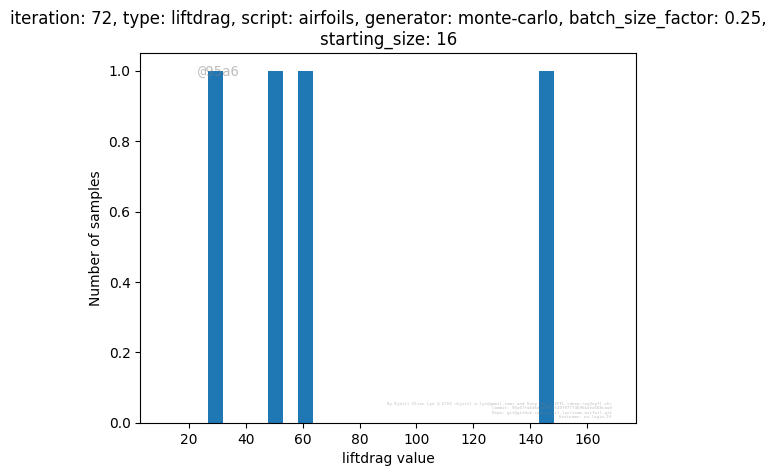 iteration: 72, type: liftdrag, script: airfoils, generator: monte-carlo, batch_size_factor: 0.25,
starting_size: 16
@95a6
1.0
0.8
0.6
0.4
0.2
0.0
Number of samples
20 40 60 80 100 120 140 160
liftdrag value